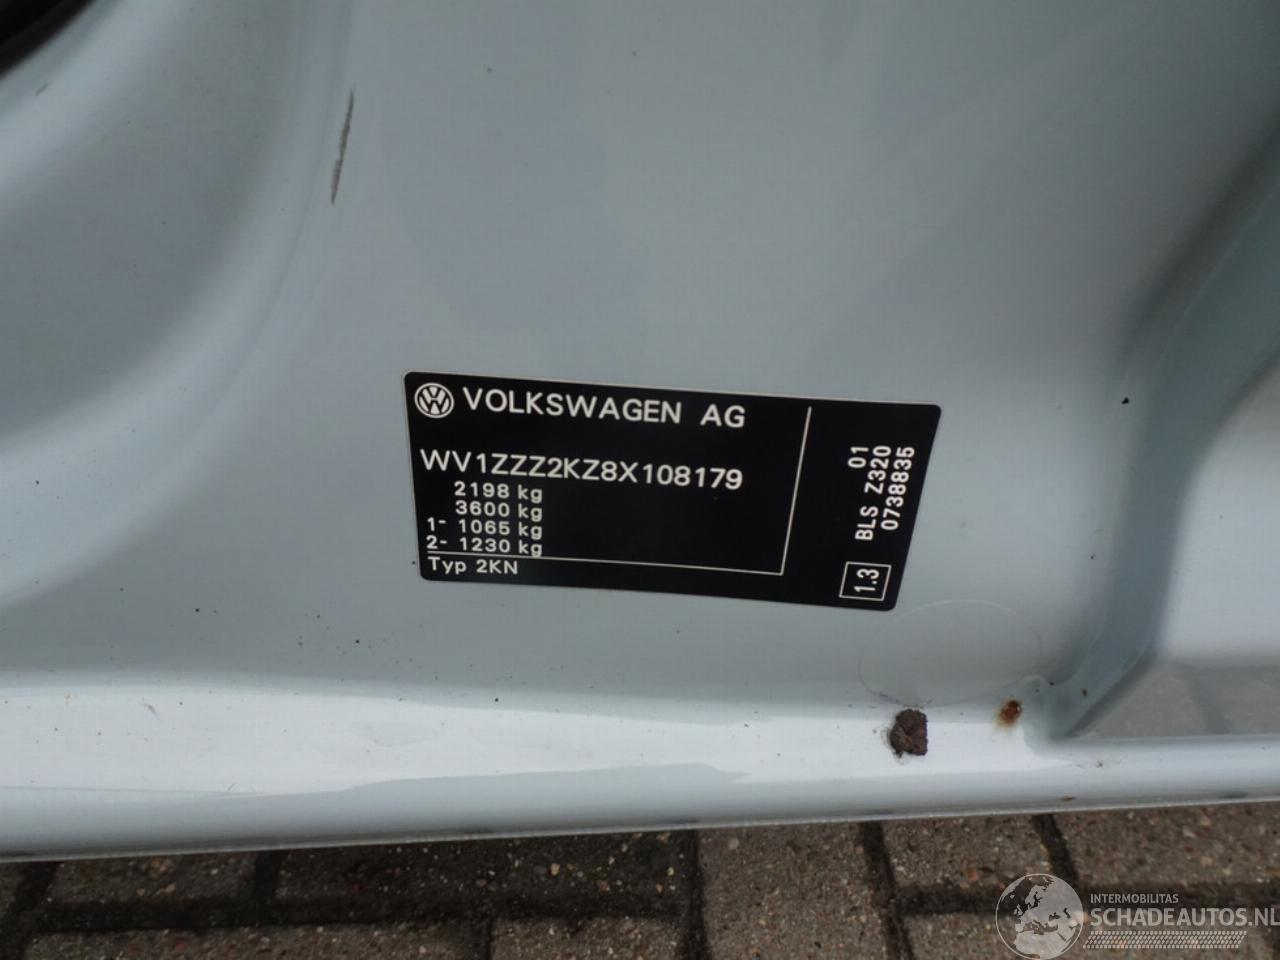 VOLKSWAGEN AG
WV1ZZZ2KZ8X108179
2198 kg
3600 kg
1- 1065 kg
2- 1230 kg
Typ 2KN
01
BLS Z320
0738835
1.3
INTERMOBILITAS
SCHADEAUTOS.NL